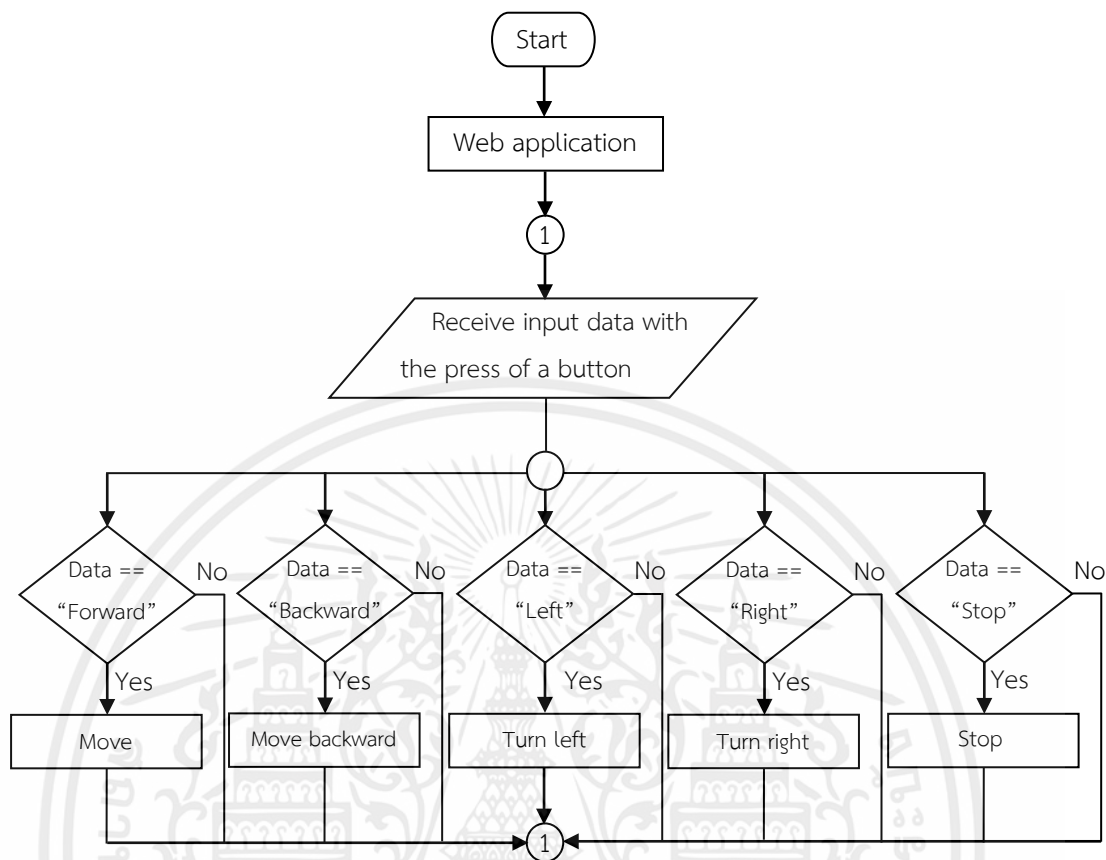 Start
Web application
1
Receive input data with
the press of a button
Data ==
“Forward”
No
Yes
Move
Data ==
“Backward”
No
Yes
Move backward
Data ==
“Left”
No
Yes
Turn left
Data ==
“Right”
No
Yes
Turn right
Data ==
“Stop”
No
Yes
Stop
1